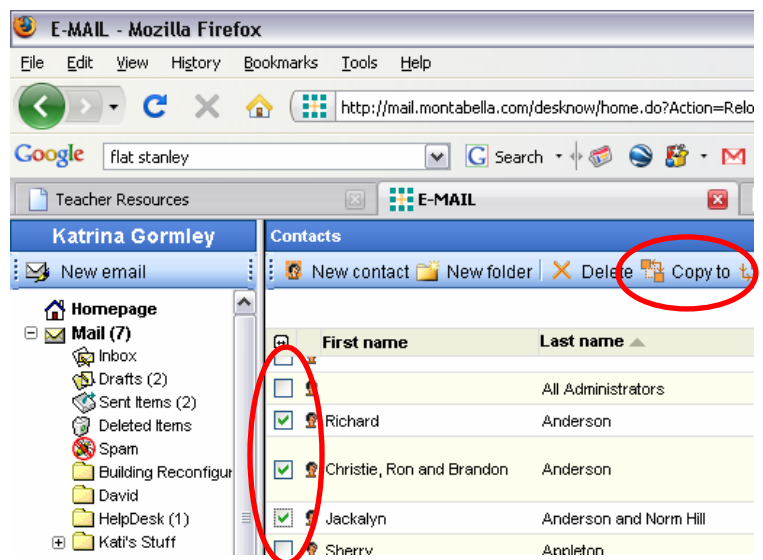 E-MAIL - Mozilla Firefox
File Edit View History Bookmarks Tools Help
http://mail.montabella.com/desknow/home.do?Action=Relo
Google flat stanley G Search
Teacher Resources E-MAIL
Katrina Gormley Contacts
New email New contact New folder Delete Copy to
Homepage
Mail (7)
First name Last name
Inbox
Drafts (2)
All Administrators
Sent Items (2)
Deleted Items
Richard Anderson
Spam
Building Reconfigur
Christie, Ron and Brandon Anderson
David
HelpDesk (1)
Jackalyn Anderson and Norm Hill
Kati's Stuff
Sherry Appleton